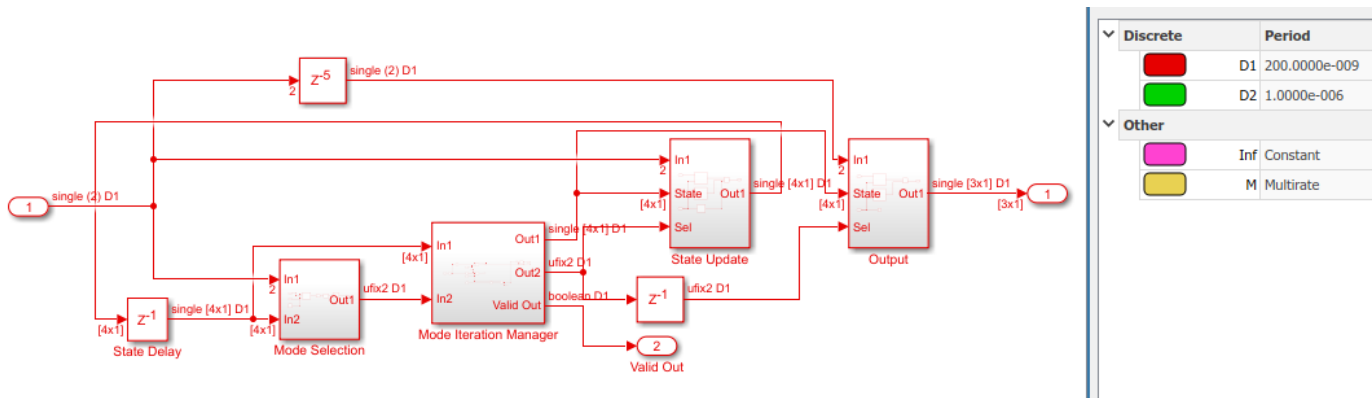 z-5
single (2) D1
2
1
single (2) D1
z-1
[4x1]
State Delay
single [4x1] D1
In1
2
In2
[4x1]
Out1
Mode Selection
ufix2 D1
In1
[4x1]
In2
Out1
Out2
Valid Out
Mode Iteration Manager
single [4x1] D1
ufix2 D1
boolean D1
In1
2
State
[4x1]
Sel
Out1
State Update
single [4x1] D1
z-1
ufix2 D1
2
Valid Out
In1
2
State
[4x1]
Sel
Out1
Output
single [3x1] D1
[3x1]
1
Discrete Period
D1 200.0000e-009
D2 1.0000e-006
Other
Inf Constant
M Multirate